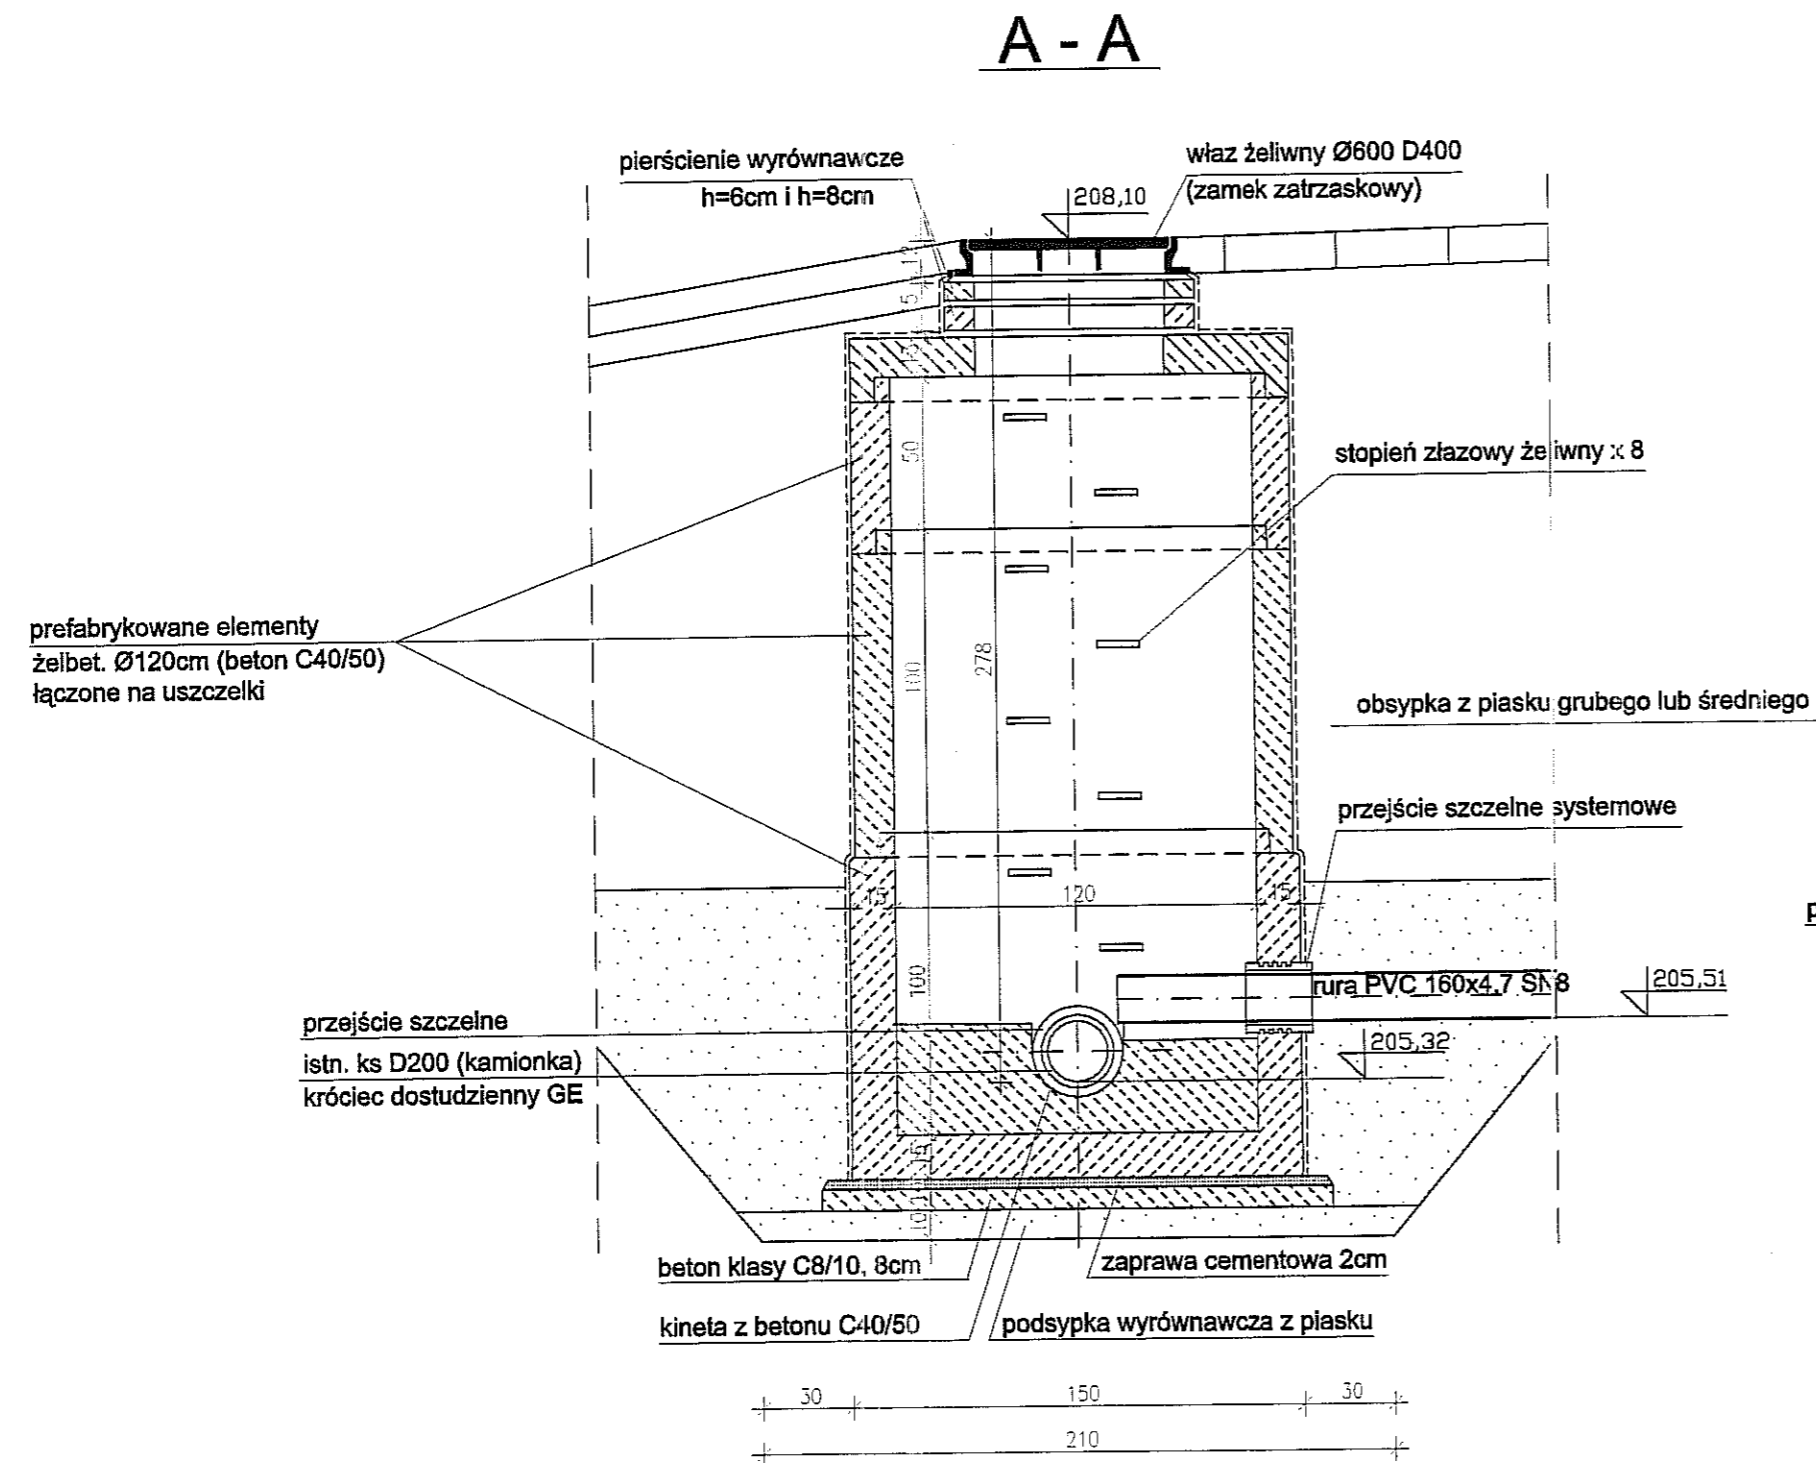 A - A
pierścienie wyrównawcze
h=6cm i h=8cm
właz żeliwny Ø600 D400
(zamek zatrzaskowy)
208,10
5
50
stopień złazowy żeliwny x 8
prefabrykowane elementy
żelbet. Ø120cm (beton C40/50)
łączone na uszczelki
100
278
obsypka z piasku grubego lub średniego
przejście szczelne systemowe
15
120
15
p
100
rura PVC 160x4,7 SN8
205,51
przejście szczelne
205,32
istn. ks D200 (kamionka)
króciec dostudzienny GE
15
10
beton klasy C8/10, 8cm
zaprawa cementowa 2cm
kineta z betonu C40/50
podsypka wyrównawcza z piasku
30
150
30
210